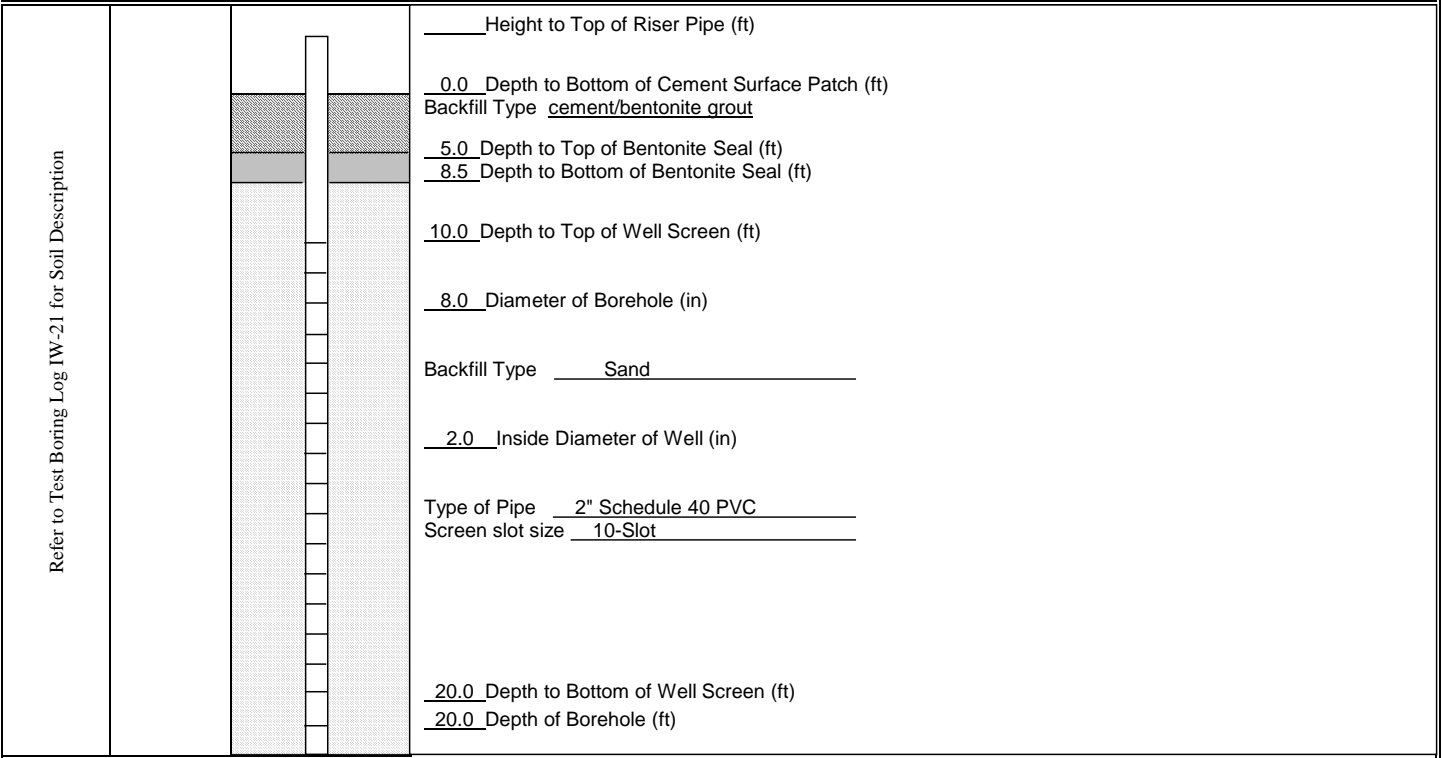 Height to Top of Riser Pipe (ft)
0.0 Depth to Bottom of Cement Surface Patch (ft)
Backfill Type cement/bentonite grout
5.0 Depth to Top of Bentonite Seal (ft)
8.5 Depth to Bottom of Bentonite Seal (ft)
10.0 Depth to Top of Well Screen (ft)
8.0 Diameter of Borehole (in)
Backfill Type Sand
2.0 Inside Diameter of Well (in)
Type of Pipe 2" Schedule 40 PVC
Screen slot size 10-Slot
20.0 Depth to Bottom of Well Screen (ft)
20.0 Depth of Borehole (ft)
Refer to Test Boring Log IW-21 for Soil Description